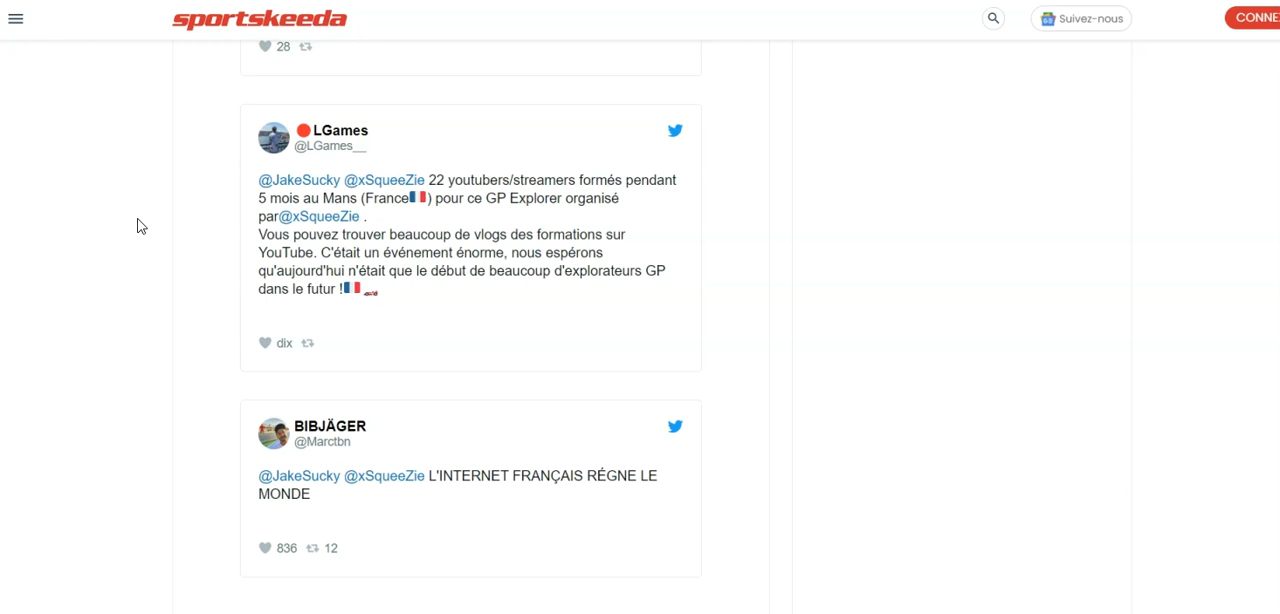 sportskeeda
Suivez-nous
CONNE
28
LGames
@LGames__
@JakeSucky @xSqueeZie 22 youtubers/streamers formés pendant
5 mois au Mans (France🇫🇷) pour ce GP Explorer organisé
par@xSqueeZie .
Vous pouvez trouver beaucoup de vlogs des formations sur
YouTube. C'était un événement énorme, nous espérons
qu'aujourd'hui n'était que le début de beaucoup d'explorateurs GP
dans le futur !🇫🇷 🏎️
dix
BIBJÄGER
@Marctbn
@JakeSucky @xSqueeZie L'INTERNET FRANÇAIS RÉGNE LE
MONDE
836 12